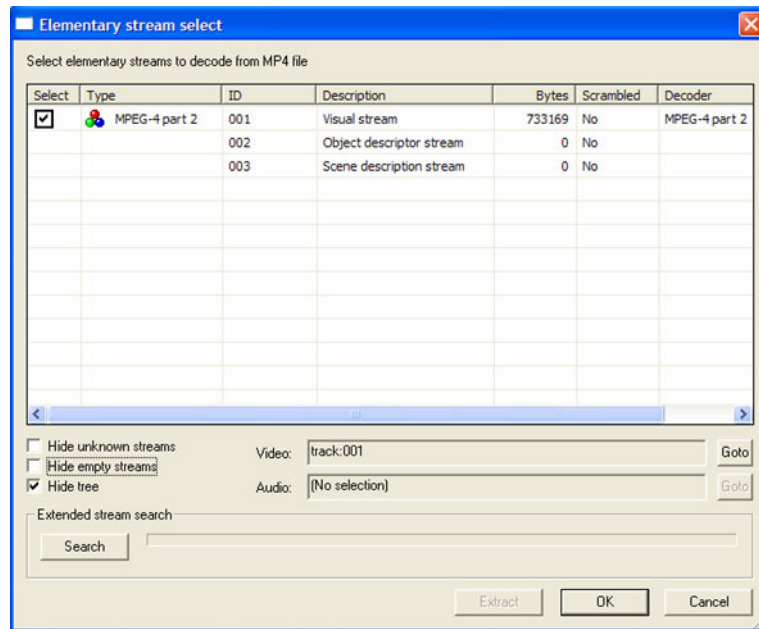 Elementary stream select
Select elementary streams to decode from MP4 file
Select Type ID Description Bytes Scrambled Decoder
MPEG-4 part 2 001 Visual stream 733169 No MPEG-4 part 2
002 Object descriptor stream 0 No
003 Scene description stream 0 No
Hide unknown streams
Hide empty streams
Hide tree
Video: track:001 Goto
Audio: (No selection) Goto
Extended stream search
Search
Extract OK Cancel